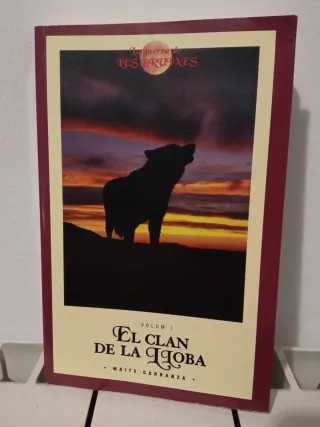 La guerra de
LES BRUIXES
VOLUM I
EL CLAN
DE LA LLOBA
• MAITE CARRANZA •